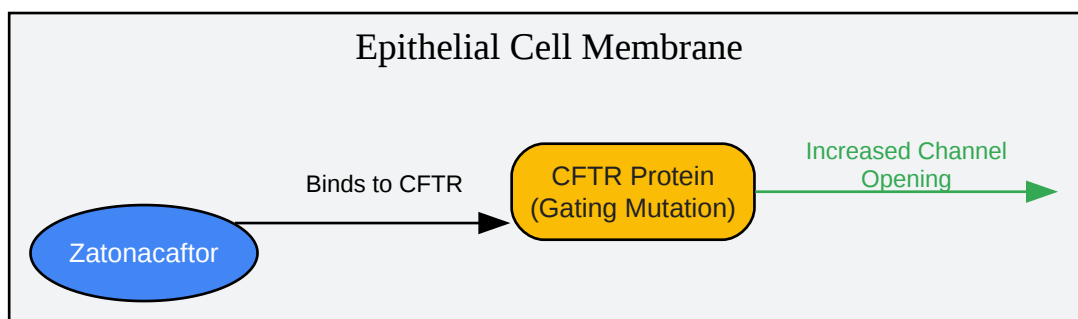 Epithelial Cell Membrane
Increased Channel
Opening
Binds to CFTR
CFTR Protein
(Gating Mutation)
Zatonacaftor